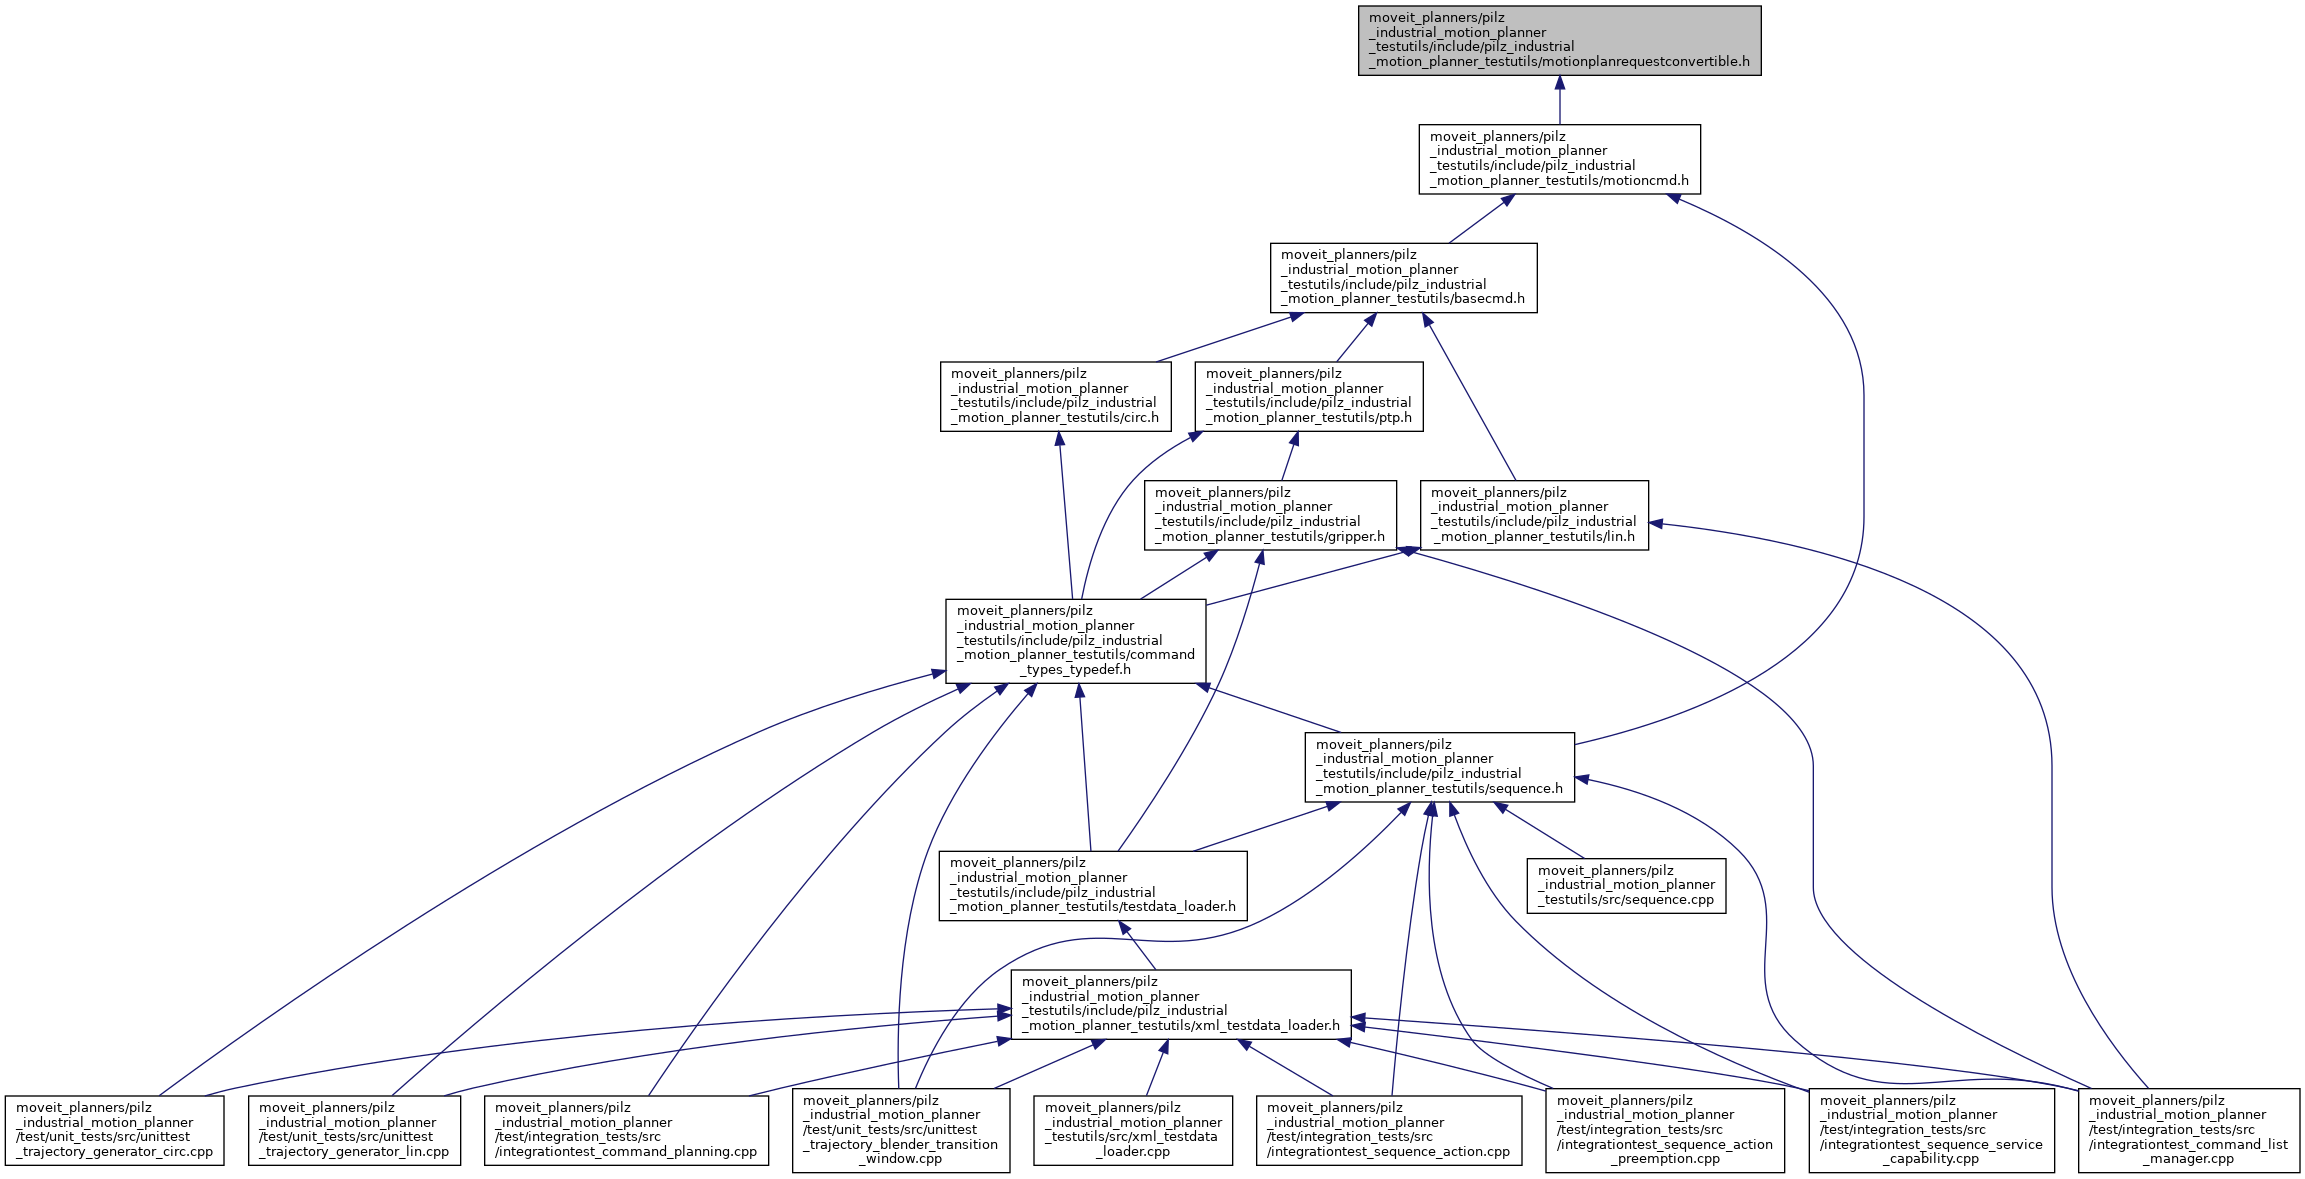 moveit_planners/pilz
_industrial_motion_planner
_testutils/include/pilz_industrial
_motion_planner_testutils/motionplanrequestconvertible.h
moveit_planners/pilz
_industrial_motion_planner
_testutils/include/pilz_industrial
_motion_planner_testutils/motioncmd.h
moveit_planners/pilz
_industrial_motion_planner
_testutils/include/pilz_industrial
_motion_planner_testutils/basecmd.h
moveit_planners/pilz
_industrial_motion_planner
_testutils/include/pilz_industrial
_motion_planner_testutils/circ.h
moveit_planners/pilz
_industrial_motion_planner
_testutils/include/pilz_industrial
_motion_planner_testutils/ptp.h
moveit_planners/pilz
_industrial_motion_planner
_testutils/include/pilz_industrial
_motion_planner_testutils/gripper.h
moveit_planners/pilz
_industrial_motion_planner
_testutils/include/pilz_industrial
_motion_planner_testutils/lin.h
moveit_planners/pilz
_industrial_motion_planner
_testutils/include/pilz_industrial
_motion_planner_testutils/command
_types_typedef.h
moveit_planners/pilz
_industrial_motion_planner
_testutils/include/pilz_industrial
_motion_planner_testutils/sequence.h
moveit_planners/pilz
_industrial_motion_planner
_testutils/include/pilz_industrial
_motion_planner_testutils/testdata_loader.h
moveit_planners/pilz
_industrial_motion_planner
_testutils/src/sequence.cpp
moveit_planners/pilz
_industrial_motion_planner
_testutils/include/pilz_industrial
_motion_planner_testutils/xml_testdata_loader.h
moveit_planners/pilz
_industrial_motion_planner
/test/unit_tests/src/unittest
_trajectory_generator_circ.cpp
moveit_planners/pilz
_industrial_motion_planner
/test/unit_tests/src/unittest
_trajectory_generator_lin.cpp
moveit_planners/pilz
_industrial_motion_planner
/test/integration_tests/src
/integrationtest_command_planning.cpp
moveit_planners/pilz
_industrial_motion_planner
/test/unit_tests/src/unittest
_trajectory_blender_transition
_window.cpp
moveit_planners/pilz
_industrial_motion_planner
_testutils/src/xml_testdata
_loader.cpp
moveit_planners/pilz
_industrial_motion_planner
/test/integration_tests/src
/integrationtest_sequence_action.cpp
moveit_planners/pilz
_industrial_motion_planner
/test/integration_tests/src
/integrationtest_sequence_action
_preemption.cpp
moveit_planners/pilz
_industrial_motion_planner
/test/integration_tests/src
/integrationtest_sequence_service
_capability.cpp
moveit_planners/pilz
_industrial_motion_planner
/test/integration_tests/src
/integrationtest_command_list
_manager.cpp